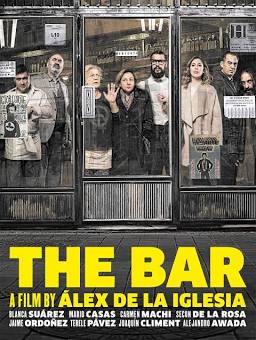 L10
THE BAR
A FILM BY ÁLEX DE LA IGLESIA
BLANCA SUÁREZ MARIO CASAS CARMEN MACHI SECUN DE LA ROSA
JAIME ORDÓÑEZ TERELE PÁVEZ JOAQUÍN CLIMENT ALEJANDRO AWADA